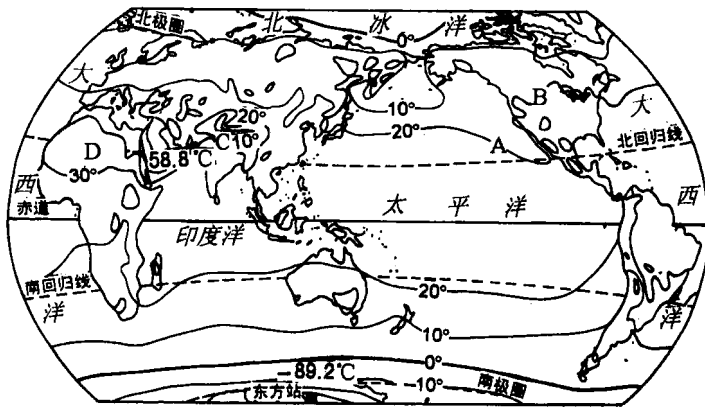 北极圈
北 冰 洋
0°
大
10°
20°
B
大
20°
10°
C
A
北回归线
D
58.8℃
30°
西
西
赤道
太 平 洋
印度洋
南回归线
20°
洋
洋
10°
0°
-89.2℃
-10°
南极圈
东方站